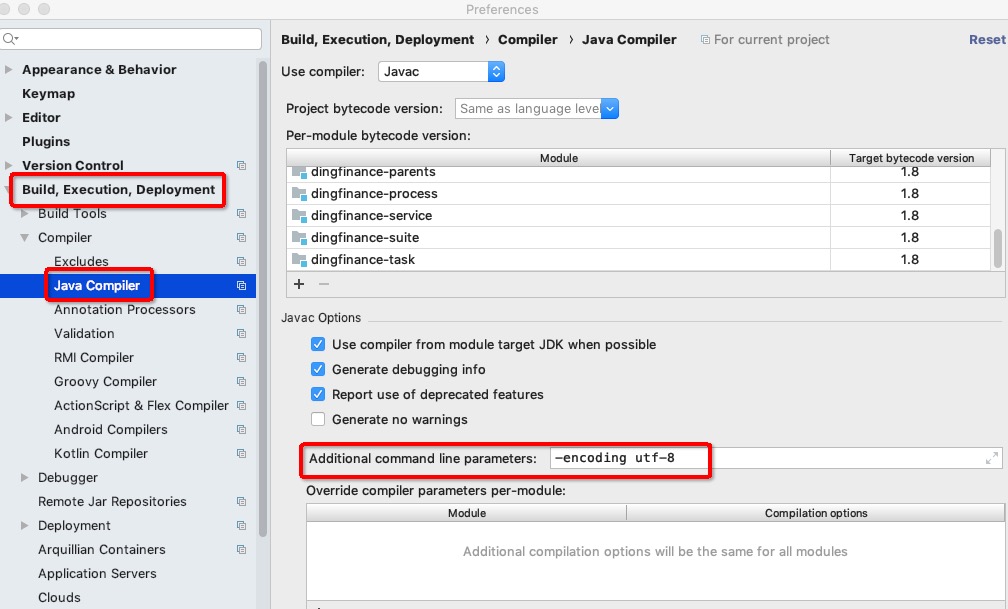 Preferences
Appearance & Behavior
Keymap
Editor
Plugins
Version Control
Build, Execution, Deployment
Build Tools
Compiler
Excludes
Java Compiler
Annotation Processors
Validation
RMI Compiler
Groovy Compiler
ActionScript & Flex Compiler
Android Compilers
Kotlin Compiler
Debugger
Remote Jar Repositories
Deployment
Arquillian Containers
Application Servers
Clouds
Build, Execution, Deployment › Compiler › Java Compiler For current project Reset
Use compiler: Javac
Project bytecode version: Same as language level
Per-module bytecode version:
Module Target bytecode version
dingfinance-parents 1.8
dingfinance-process 1.8
dingfinance-service 1.8
dingfinance-suite 1.8
dingfinance-task 1.8
Javac Options
Use compiler from module target JDK when possible
Generate debugging info
Report use of deprecated features
Generate no warnings
Additional command line parameters: -encoding utf-8
Override compiler parameters per-module:
Module Compilation options
Additional compilation options will be the same for all modules